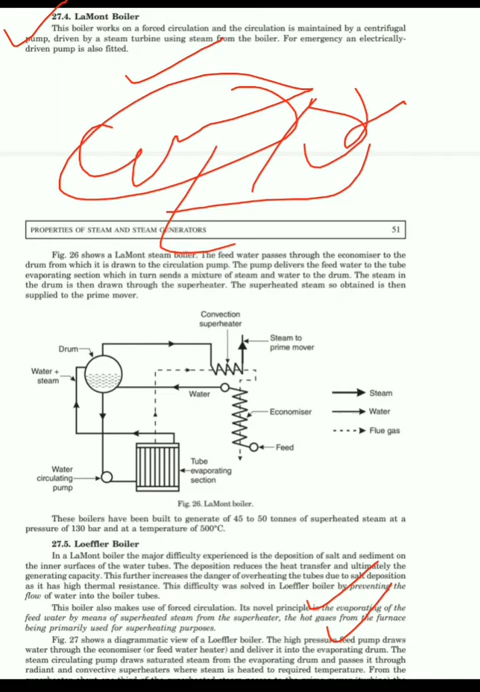 27.4. LaMont Boiler
This boiler works on a forced circulation and the circulation is maintained by a centrifugal
pump, driven by a steam turbine using steam from the boiler. For emergency an electrically-
driven pump is also fitted.
PROPERTIES OF STEAM AND STEAM GENERATORS 51
Fig. 26 shows a LaMont steam boiler. The feed water passes through the economiser to the
drum from which it is drawn to the circulation pump. The pump delivers the feed water to the tube
evaporating section which in turn sends a mixture of steam and water to the drum. The steam in
the drum is then drawn through the superheater. The superheated steam so obtained is then
supplied to the prime mover.
Convection
superheater
Steam to
prime mover
Drum
Water +
steam
Water
Steam
Water
Flue gas
Economiser
Feed
Water
circulating
pump
Tube
evaporating
section
Fig. 26. LaMont boiler.
These boilers have been built to generate of 45 to 50 tonnes of superheated steam at a
pressure of 130 bar and at a temperature of 500°C.
27.5. Loeffler Boiler
In a LaMont boiler the major difficulty experienced is the deposition of salt and sediment on
the inner surfaces of the water tubes. The deposition reduces the heat transfer and ultimately the
generating capacity. This further increases the danger of overheating the tubes due to salt deposition
as it has high thermal resistance. This difficulty was solved in Loeffler boiler by preventing the
flow of water into the boiler tubes.
This boiler also makes use of forced circulation. Its novel principle is the evaporating of the
feed water by means of superheated steam from the superheater, the hot gases from the furnace
being primarily used for superheating purposes.
Fig. 27 shows a diagrammatic view of a Loeffler boiler. The high pressure feed pump draws
water through the economiser (or feed water heater) and deliver it into the evaporating drum. The
steam circulating pump draws saturated steam from the evaporating drum and passes it through
radiant and convective superheaters where steam is heated to required temperature. From the